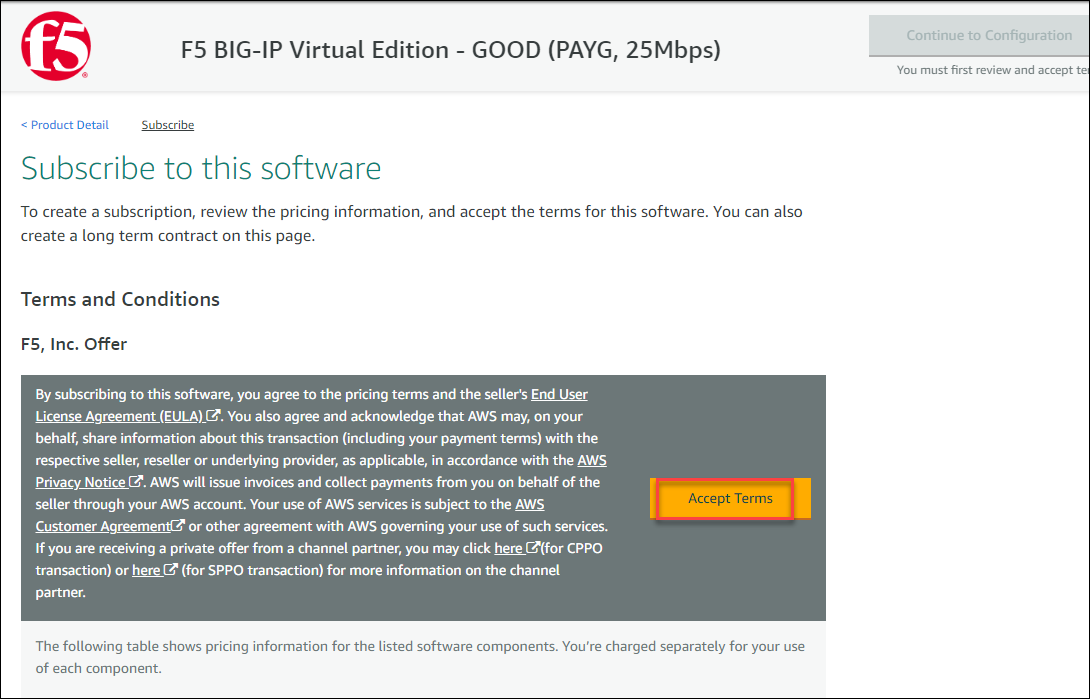 f5
F5 BIG-IP Virtual Edition - GOOD (PAYG, 25Mbps)
Continue to Configuration
You must first review and accept te
< Product Detail
Subscribe
Subscribe to this software
To create a subscription, review the pricing information, and accept the terms for this software. You can also
create a long term contract on this page.
Terms and Conditions
F5, Inc. Offer
By subscribing to this software, you agree to the pricing terms and the seller's End User
License Agreement (EULA). You also agree and acknowledge that AWS may, on your
behalf, share information about this transaction (including your payment terms) with the
respective seller, reseller or underlying provider, as applicable, in accordance with the AWS
Privacy Notice. AWS will issue invoices and collect payments from you on behalf of the
seller through your AWS account. Your use of AWS services is subject to the AWS
Customer Agreement or other agreement with AWS governing your use of such services.
If you are receiving a private offer from a channel partner, you may click here (for CPPO
transaction) or here (for SPPO transaction) for more information on the channel
partner.
Accept Terms
The following table shows pricing information for the listed software components. You're charged separately for your use
of each component.